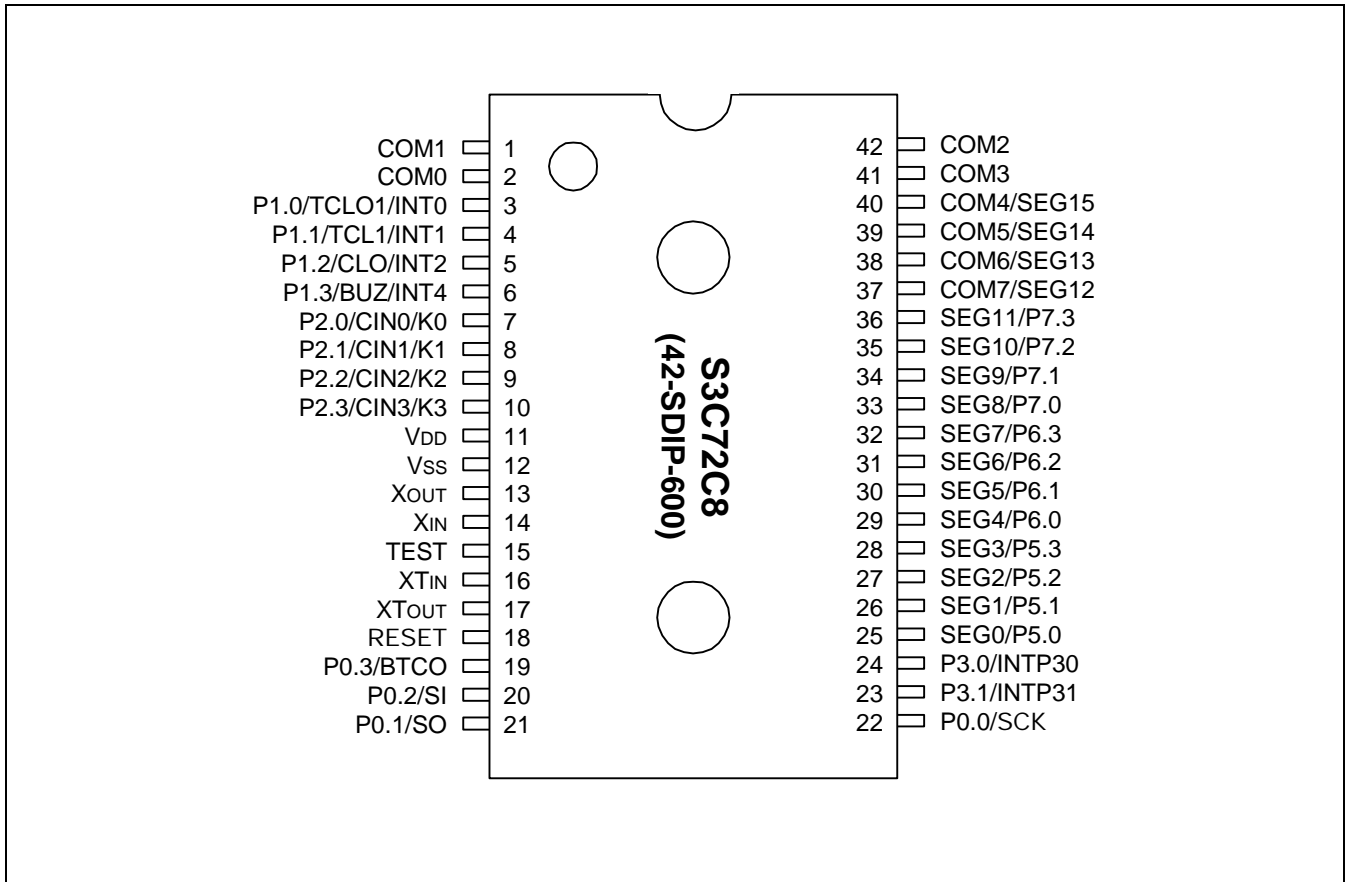 COM1 1
COM0 2
P1.0/TCLO1/INT0 3
P1.1/TCL1/INT1 4
P1.2/CLO/INT2 5
P1.3/BUZ/INT4 6
P2.0/CIN0/K0 7
P2.1/CIN1/K1 8
P2.2/CIN2/K2 9
P2.3/CIN3/K3 10
VDD 11
VSS 12
XOUT 13
XIN 14
TEST 15
XTIN 16
XTOUT 17
RESET 18
P0.3/BTCO 19
P0.2/SI 20
P0.1/SO 21
S3C72C8
(42-SDIP-600)
42 COM2
41 COM3
40 COM4/SEG15
39 COM5/SEG14
38 COM6/SEG13
37 COM7/SEG12
36 SEG11/P7.3
35 SEG10/P7.2
34 SEG9/P7.1
33 SEG8/P7.0
32 SEG7/P6.3
31 SEG6/P6.2
30 SEG5/P6.1
29 SEG4/P6.0
28 SEG3/P5.3
27 SEG2/P5.2
26 SEG1/P5.1
25 SEG0/P5.0
24 P3.0/INTP30
23 P3.1/INTP31
22 P0.0/SCK